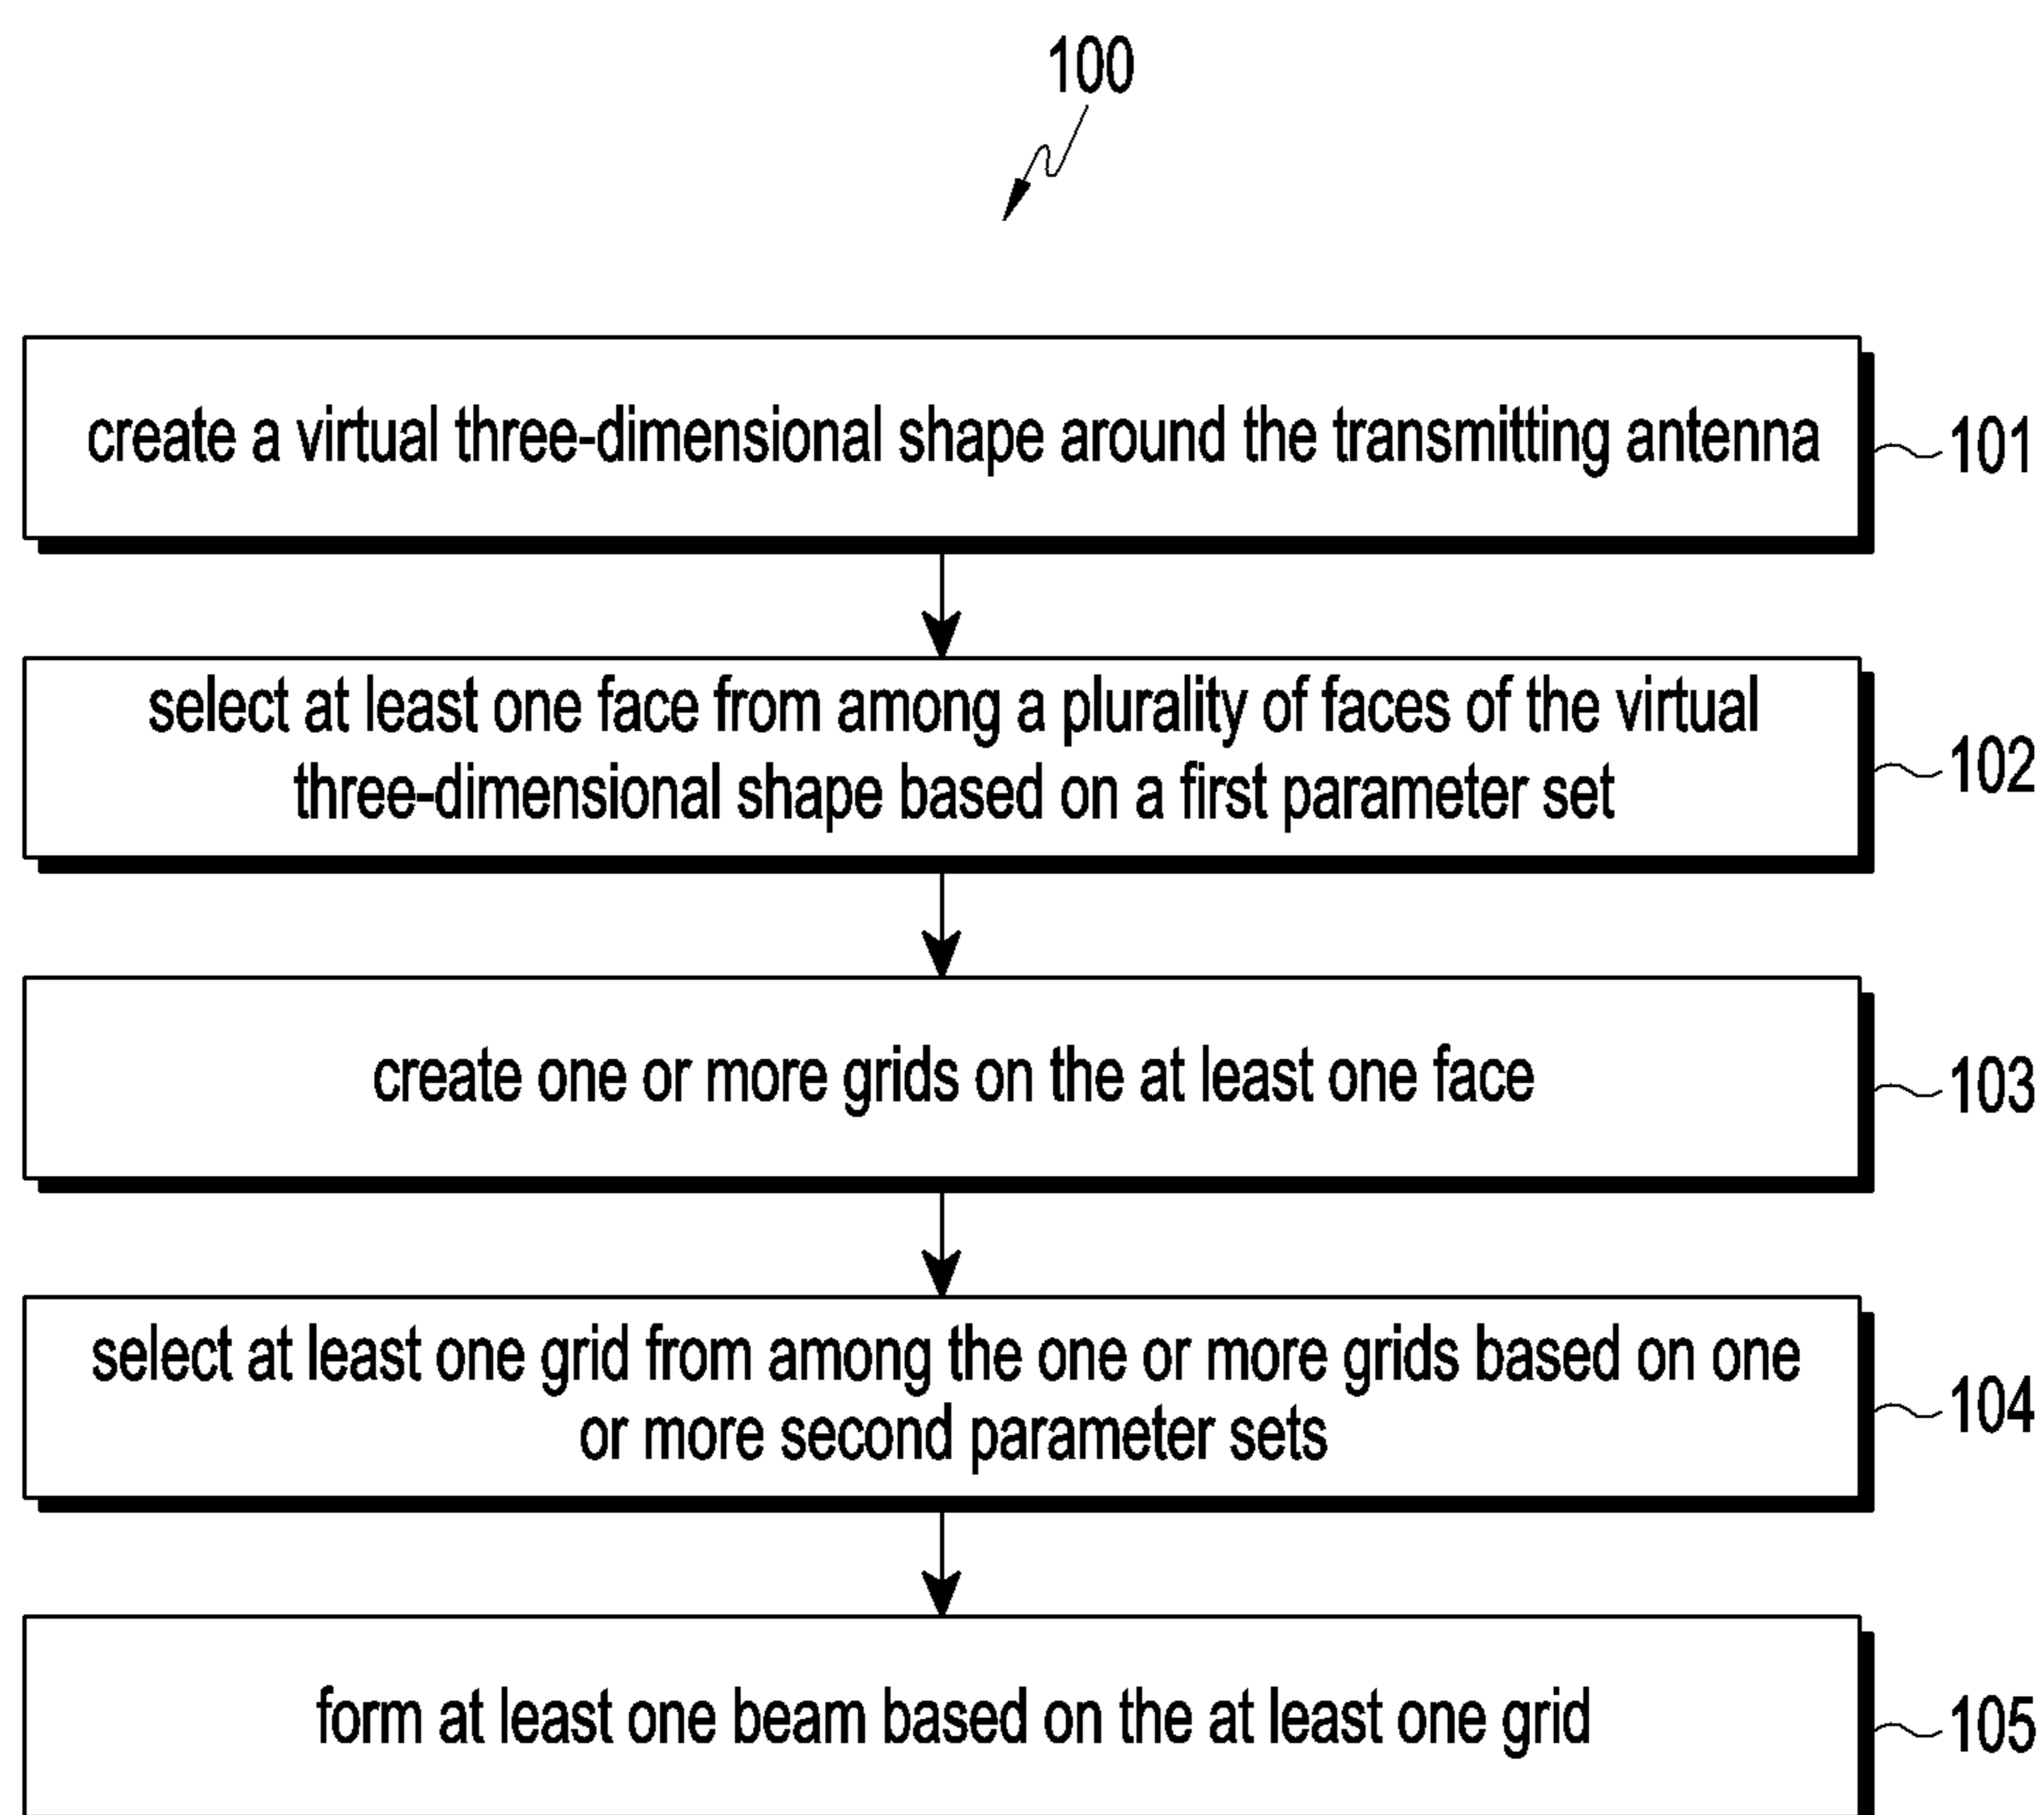 100
create a virtual three-dimensional shape around the transmitting antenna
101
select at least one face from among a plurality of faces of the virtual
three-dimensional shape based on a first parameter set
102
create one or more grids on the at least one face
103
select at least one grid from among the one or more grids based on one
or more second parameter sets
104
form at least one beam based on the at least one grid
105